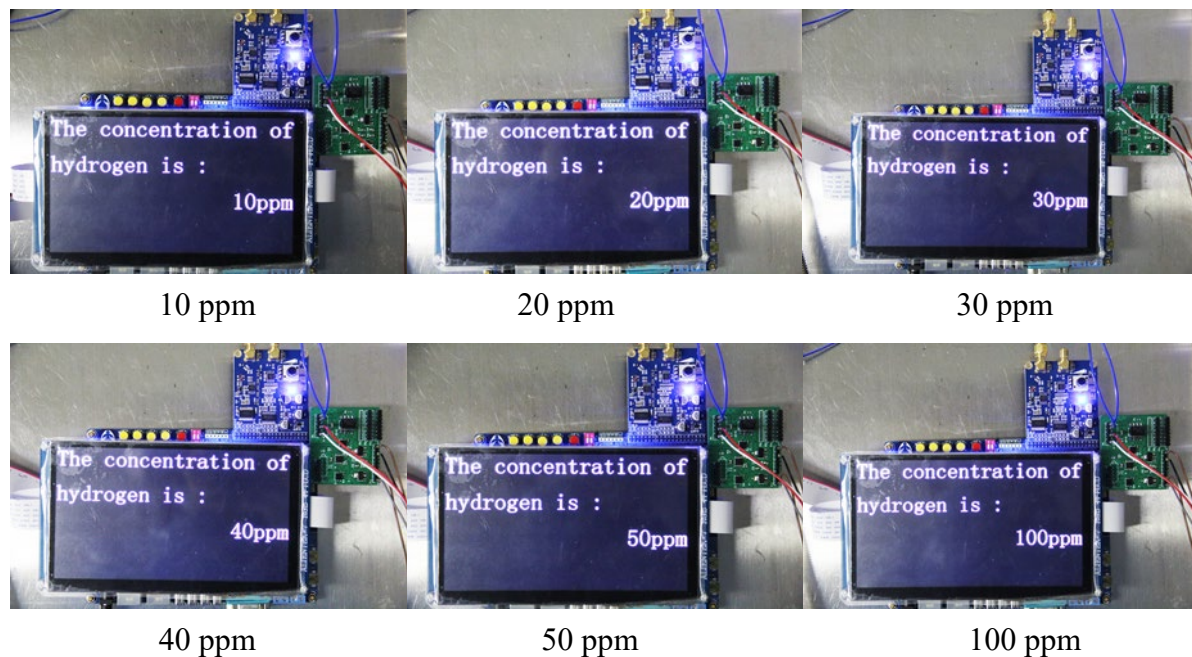 The concentration of
hydrogen is :
10ppm
The concentration of
hydrogen is :
20ppm
The concentration of
hydrogen is :
30ppm
10 ppm
20 ppm
30 ppm
The concentration of
hydrogen is :
40ppm
The concentration of
hydrogen is :
50ppm
The concentration of
hydrogen is :
100ppm
40 ppm
50 ppm
100 ppm